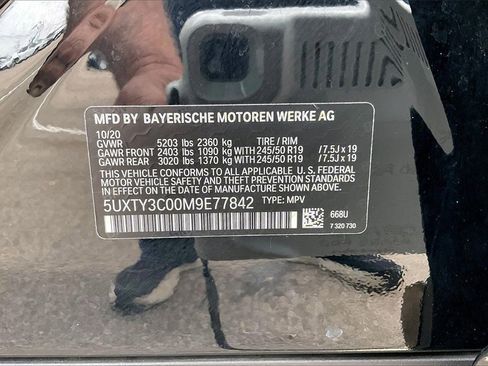 MFD BY BAYERISCHE MOTOREN WERKE AG
10/20
GVWR 5203 lbs 2360 kg TIRE / RIM
GAWR FRONT 2403 lbs 1090 kg WITH 245/50 R19 /7.5J x 19
GAWR REAR 3020 lbs 1370 kg WITH 245/50 R19 /7.5J x 19
THIS VEHICLE CONFORMS TO ALL APPLICABLE U. S. FEDERAL
MOTOR VEHICLE SAFETY AND THEFT PREVENTION STANDARDS
IN EFFECT ON THE DATE OF MANUFACTURE SHOWN ABOVE.
5UXTY3C00M9E77842 TYPE: MPV
668U
7 320 730